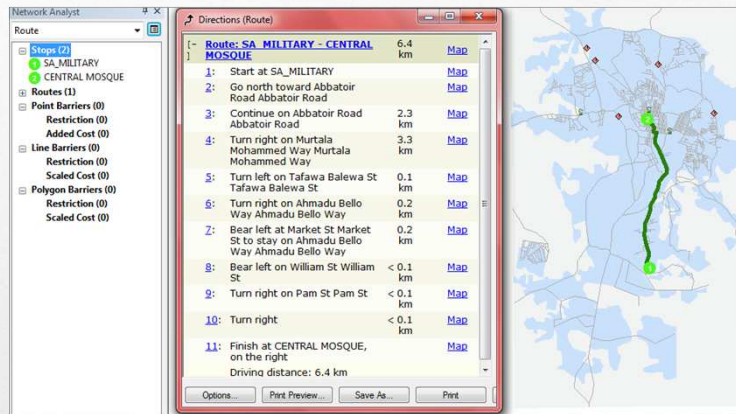 Network Analyst
Route
Stops (2)
1 SA_MILITARY
2 CENTRAL MOSQUE
Routes (1)
Point Barriers (0)
Restriction (0)
Added Cost (0)
Line Barriers (0)
Restriction (0)
Scaled Cost (0)
Polygon Barriers (0)
Restriction (0)
Scaled Cost (0)
Directions (Route)
[- Route: SA_MILITARY - CENTRAL 6.4 Map
] MOSQUE km
1: Start at SA_MILITARY Map
2: Go north toward Abbatoir Map
Road Abbatoir Road
3: Continue on Abbatoir Road 2.3 Map
Abbatoir Road km
4: Turn right on Murtala 3.3 Map
Mohammed Way Murtala km
Mohammed Way
5: Turn left on Tafawa Balewa St 0.1 Map
Tafawa Balewa St km
6: Turn right on Ahmadu Bello 0.2 Map
Way Ahmadu Bello Way km
7: Bear left at Market St Market 0.2 Map
St to stay on Ahmadu Bello km
Way Ahmadu Bello Way
8: Bear left on William St William < 0.1 Map
St km
9: Turn right on Pam St Pam St < 0.1 Map
km
10: Turn right < 0.1 Map
km
11: Finish at CENTRAL MOSQUE, Map
on the right
Driving distance: 6.4 km
Options... Print Preview... Save As... Print
2
1